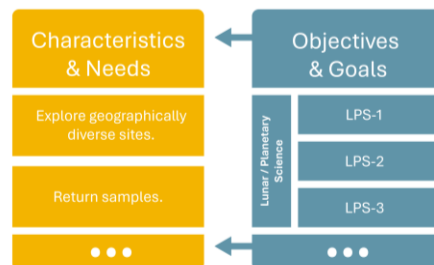 Characteristics
& Needs
Explore geographically
diverse sites.
Return samples.
Objectives
& Goals
Lunar / Planetary
Science
LPS-1
LPS-2
LPS-3